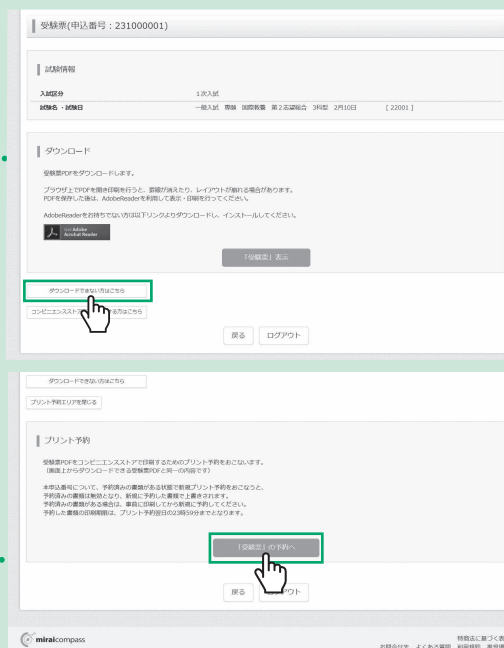 受験票(申込番号：231000001)
試験情報
入試区分 1次入試
試験名・試験日 一般入試 専願 国際教養 第2志望総合 3科型 2月10日 [ 22001 ]
ダウンロード
受験票PDFをダウンロードします。
ブラウザ上でPDFを開き印刷を行うと、罫線が消えたり、レイアウトが崩れる場合があります。
PDFを保存した後は、AdobeReaderを利用して表示・印刷を行ってください。
AdobeReaderをお持ちでない方は以下リンクよりダウンロードし、インストールしてください。
Get Adobe
Acrobat Reader
「受験票」表示
ダウンロードできない方はこちら
コンビニエンススト る方はこちら
戻る ログアウト
ダウンロードできない方はこちら
プリント予約エリアを閉じる
プリント予約
受験票PDFをコンビニエンスストアで印刷するためのプリント予約をおこないます。
(画面上からダウンロードできる受験票PDFと同一の内容です)
本申込番号について、予約済みの書類がある状態で新規プリント予約をおこなうと、
予約済みの書類は無効となり、新規に予約した書類で上書きされます。
予約済みの書類がある場合は、事前に印刷してから新規に予約してください。
予約した書類の印刷期限は、プリント予約翌日の23時59分までとなります。
「受験票」の予約へ
戻る アウト
miraicompass
特商法に基づく表
お問合せ先 よくある質問 利用規約 推奨環